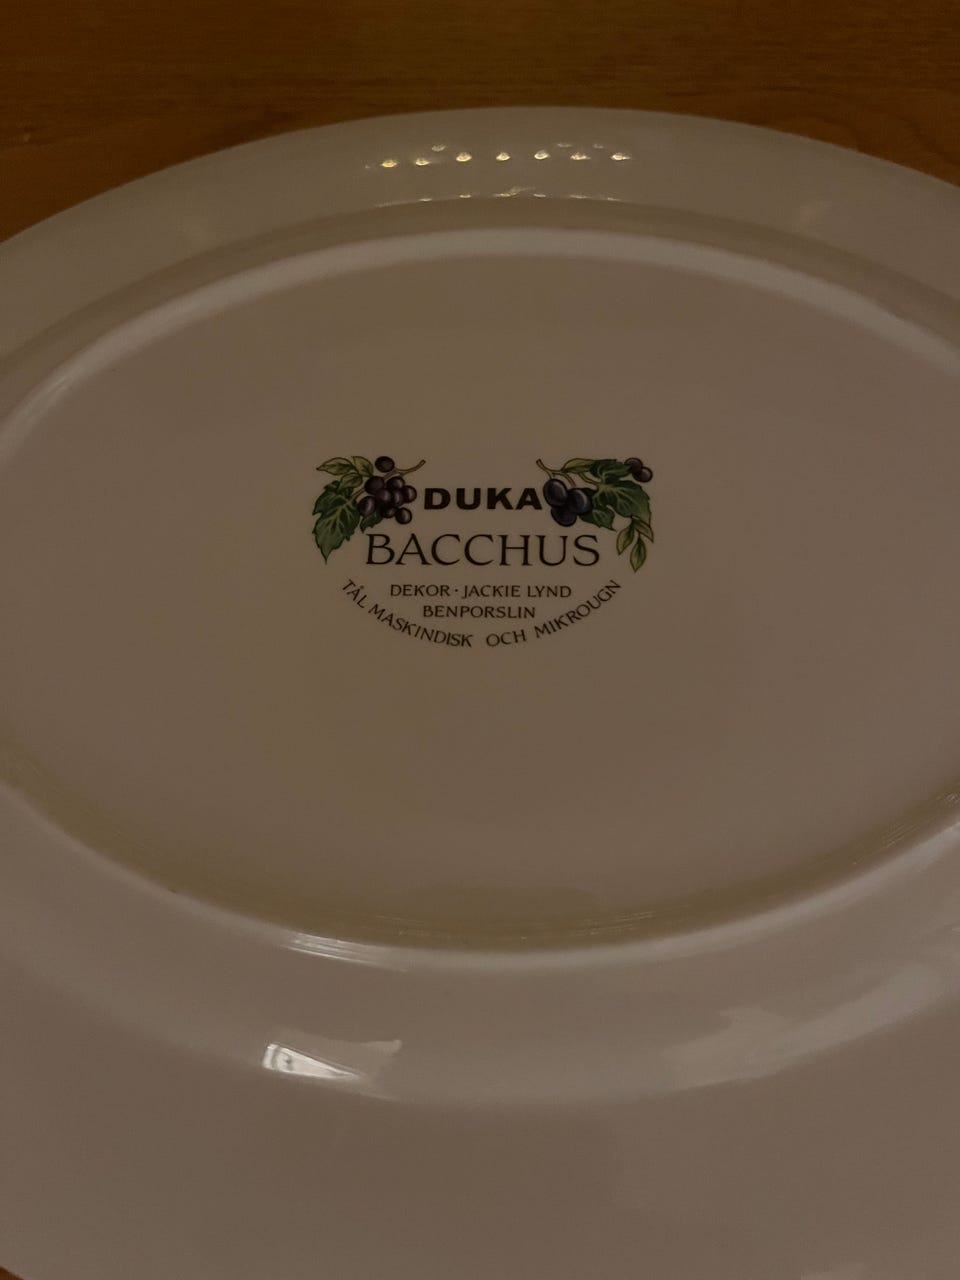 DUKA
BACCHUS
DEKOR · JACKIE LYND
BENPORSLIN
TÅL MASKINDISK OCH MIKROUGN